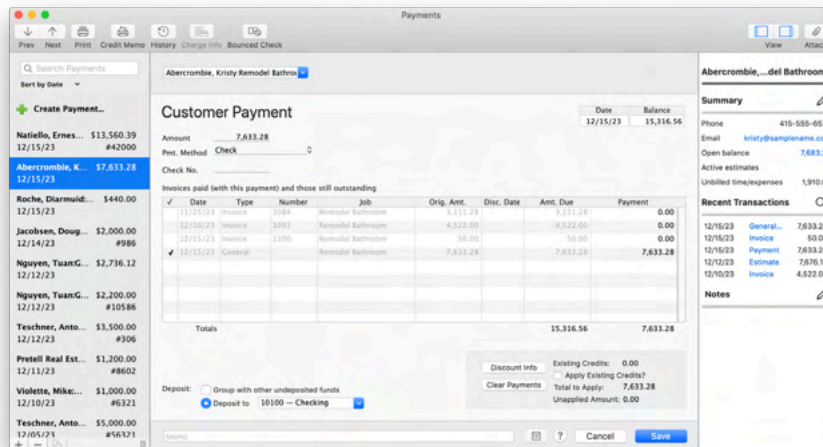 Payments
Prev Next Print Credit Memo History Charge Info Bounced Check View Attac
Search Payments
Sort by Date
Create Payment...
Natiello, Ernes... $13,560.39
12/15/23 #42000
Abercrombie, K... $7,633.28
12/15/23
Roche, Diarmuid:... $440.00
12/15/23
Jacobsen, Doug... $2,000.00
12/14/23 #986
Nguyen, Tuan:G... $2,736.12
12/12/23
Nguyen, Tuan:G... $2,200.00
12/12/23 #10586
Teschner, Anto... $3,500.00
12/12/23 #306
Pretell Real Est... $1,200.00
12/11/23 #8602
Violette, Mike:... $1,000.00
12/10/23 #6321
Teschner, Anto... $5,000.00
12/05/23 #56321
Abercrombie, Kristy:Remodel Bathroo
Customer Payment
Date Balance
12/15/23 15,316.56
Amount 7,633.28
Pmt. Method Check
Check No.
Invoices paid (with this payment) and those still outstanding
✓ Date Type Number Job Orig. Amt. Disc. Date Amt. Due Payment
11/25/23 Invoice 1084 Remodel Bathroom 3,111.28 3,111.28 0.00
12/10/23 Invoice 1091 Remodel Bathroom 4,522.00 4,522.00 0.00
12/15/23 Invoice 2100 Remodel Bathroom 50.00 50.00 0.00
✓ 12/15/23 General Remodel Bathroom 7,633.28 7,633.28 7,633.28
Totals 15,316.56 7,633.28
Discount Info
Clear Payments
Existing Credits: 0.00
Apply Existing Credits?
Total to Apply: 7,633.28
Unapplied Amount: 0.00
Deposit: Group with other undeposited funds
Deposit to 10100 — Checking
Memo ? Cancel Save
Abercrombie,...del Bathroom
Summary
Phone 415-555-65
Email kristy@samplename.co
Open balance 7,683.
Active estimates
Unbilled time/expenses 1,910.
Recent Transactions
12/15/23 General... 7,633.2
12/15/23 Invoice 50.0
12/15/23 Payment 7,633.2
12/12/23 Estimate 7,676.1
12/10/23 Invoice 4,522.0
Notes